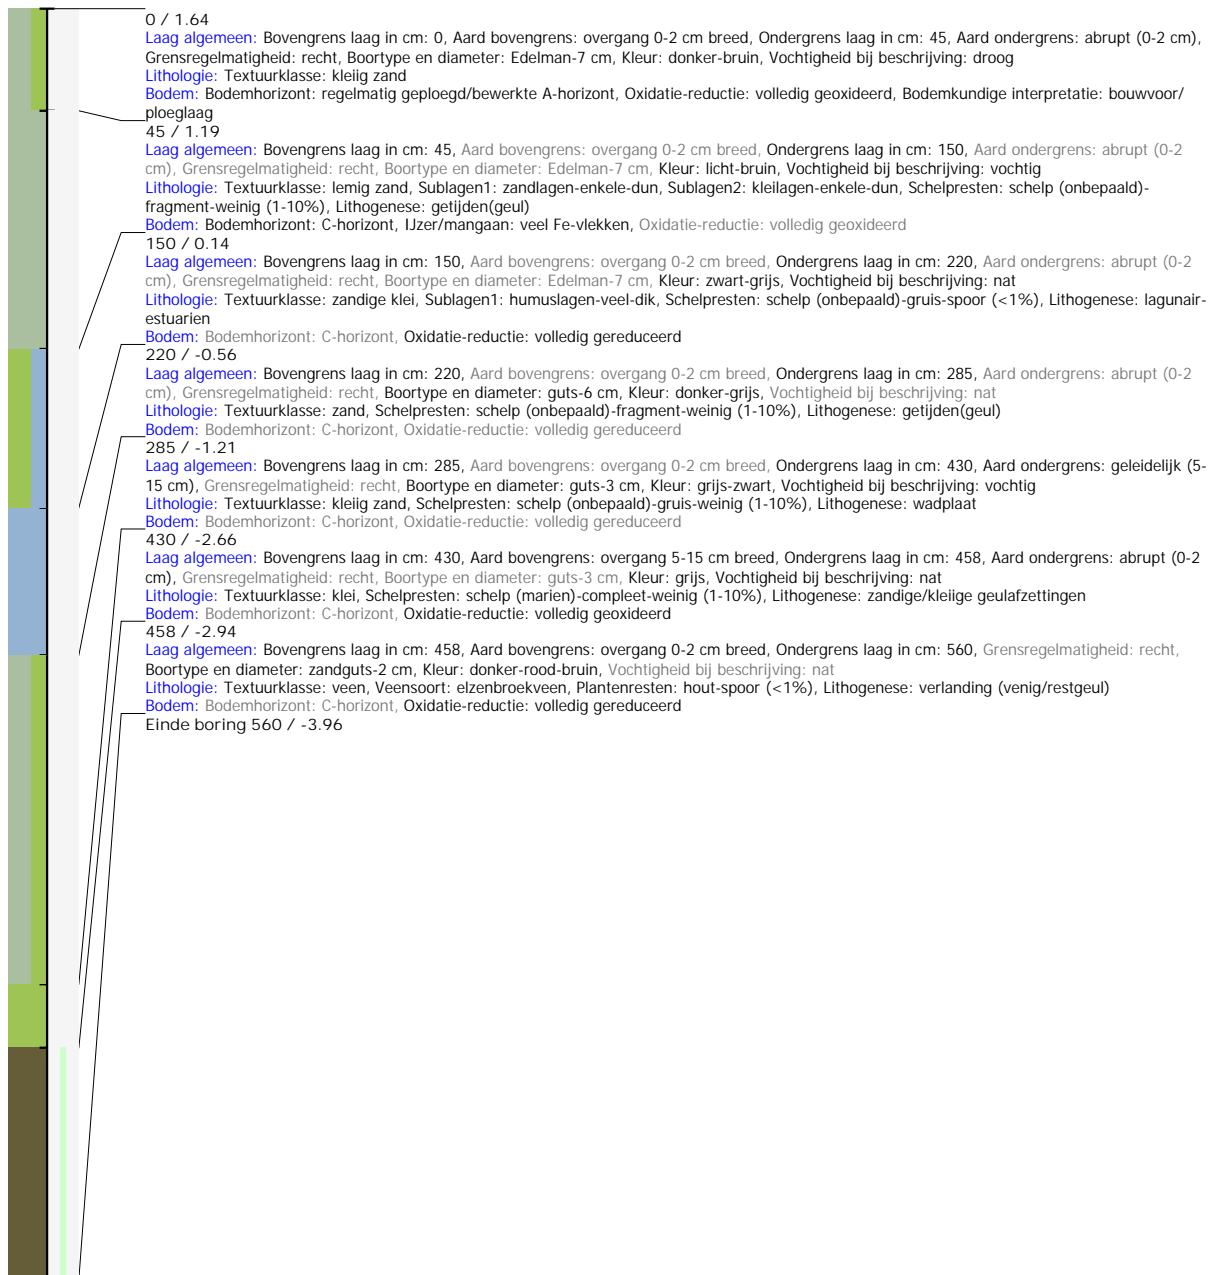 0 / 1.64
Laag algemeen: Bovengrens laag in cm: 0, Aard bovengrens: overgang 0-2 cm breed, Ondergrens laag in cm: 45, Aard ondergrens: abrupt (0-2 cm),
Grensregelmatigheid: recht, Boortype en diameter: Edelman-7 cm, Kleur: donker-bruin, Vochtigheid bij beschrijving: droog
Lithologie: Textuurklasse: kleiig zand
Bodem: Bodemhorizont: regelmatig geploegd/bewerkte A-horizont, Oxidatie-reductie: volledig geoxideerd, Bodemkundige interpretatie: bouwvoor/
ploeglaag
45 / 1.19
Laag algemeen: Bovengrens laag in cm: 45, Aard bovengrens: overgang 0-2 cm breed, Ondergrens laag in cm: 150, Aard ondergrens: abrupt (0-2
cm), Grensregelmatigheid: recht, Boortype en diameter: Edelman-7 cm, Kleur: licht-bruin, Vochtigheid bij beschrijving: vochtig
Lithologie: Textuurklasse: lemig zand, Sublagen1: zandlagen-enkele-dun, Sublagen2: kleilagen-enkele-dun, Schelpresten: schelp (onbepaald)-
fragment-weinig (1-10%), Lithogenese: getijden(geul)
Bodem: Bodemhorizont: C-horizont, IJzer/mangaan: veel Fe-vlekken, Oxidatie-reductie: volledig geoxideerd
150 / 0.14
Laag algemeen: Bovengrens laag in cm: 150, Aard bovengrens: overgang 0-2 cm breed, Ondergrens laag in cm: 220, Aard ondergrens: abrupt (0-2
cm), Grensregelmatigheid: recht, Boortype en diameter: Edelman-7 cm, Kleur: zwart-grijs, Vochtigheid bij beschrijving: nat
Lithologie: Textuurklasse: zandige klei, Sublagen1: humuslagen-veel-dik, Schelpresten: schelp (onbepaald)-gruis-spoor (<1%), Lithogenese: lagunair-
estuarien
Bodem: Bodemhorizont: C-horizont, Oxidatie-reductie: volledig gereduceerd
220 / -0.56
Laag algemeen: Bovengrens laag in cm: 220, Aard bovengrens: overgang 0-2 cm breed, Ondergrens laag in cm: 285, Aard ondergrens: abrupt (0-2
cm), Grensregelmatigheid: recht, Boortype en diameter: guts-6 cm, Kleur: donker-grijs, Vochtigheid bij beschrijving: nat
Lithologie: Textuurklasse: zand, Schelpresten: schelp (onbepaald)-fragment-weinig (1-10%), Lithogenese: getijden(geul)
Bodem: Bodemhorizont: C-horizont, Oxidatie-reductie: volledig gereduceerd
285 / -1.21
Laag algemeen: Bovengrens laag in cm: 285, Aard bovengrens: overgang 0-2 cm breed, Ondergrens laag in cm: 430, Aard ondergrens: geleidelijk (5-
15 cm), Grensregelmatigheid: recht, Boortype en diameter: guts-3 cm, Kleur: grijs-zwart, Vochtigheid bij beschrijving: vochtig
Lithologie: Textuurklasse: kleiig zand, Schelpresten: schelp (onbepaald)-gruis-weinig (1-10%), Lithogenese: wadplaat
Bodem: Bodemhorizont: C-horizont, Oxidatie-reductie: volledig gereduceerd
430 / -2.66
Laag algemeen: Bovengrens laag in cm: 430, Aard bovengrens: overgang 5-15 cm breed, Ondergrens laag in cm: 458, Aard ondergrens: abrupt (0-2
cm), Grensregelmatigheid: recht, Boortype en diameter: guts-3 cm, Kleur: grijs, Vochtigheid bij beschrijving: nat
Lithologie: Textuurklasse: klei, Schelpresten: schelp (marien)-compleet-weinig (1-10%), Lithogenese: zandige/kleiige geulafzettingen
Bodem: Bodemhorizont: C-horizont, Oxidatie-reductie: volledig geoxideerd
458 / -2.94
Laag algemeen: Bovengrens laag in cm: 458, Aard bovengrens: overgang 0-2 cm breed, Ondergrens laag in cm: 560, Grensregelmatigheid: recht,
Boortype en diameter: zandguts-2 cm, Kleur: donker-rood-bruin, Vochtigheid bij beschrijving: nat
Lithologie: Textuurklasse: veen, Veensoort: elzenbroekveen, Plantenresten: hout-spoor (<1%), Lithogenese: verlanding (venig/restgeul)
Bodem: Bodemhorizont: C-horizont, Oxidatie-reductie: volledig gereduceerd
Einde boring 560 / -3.96